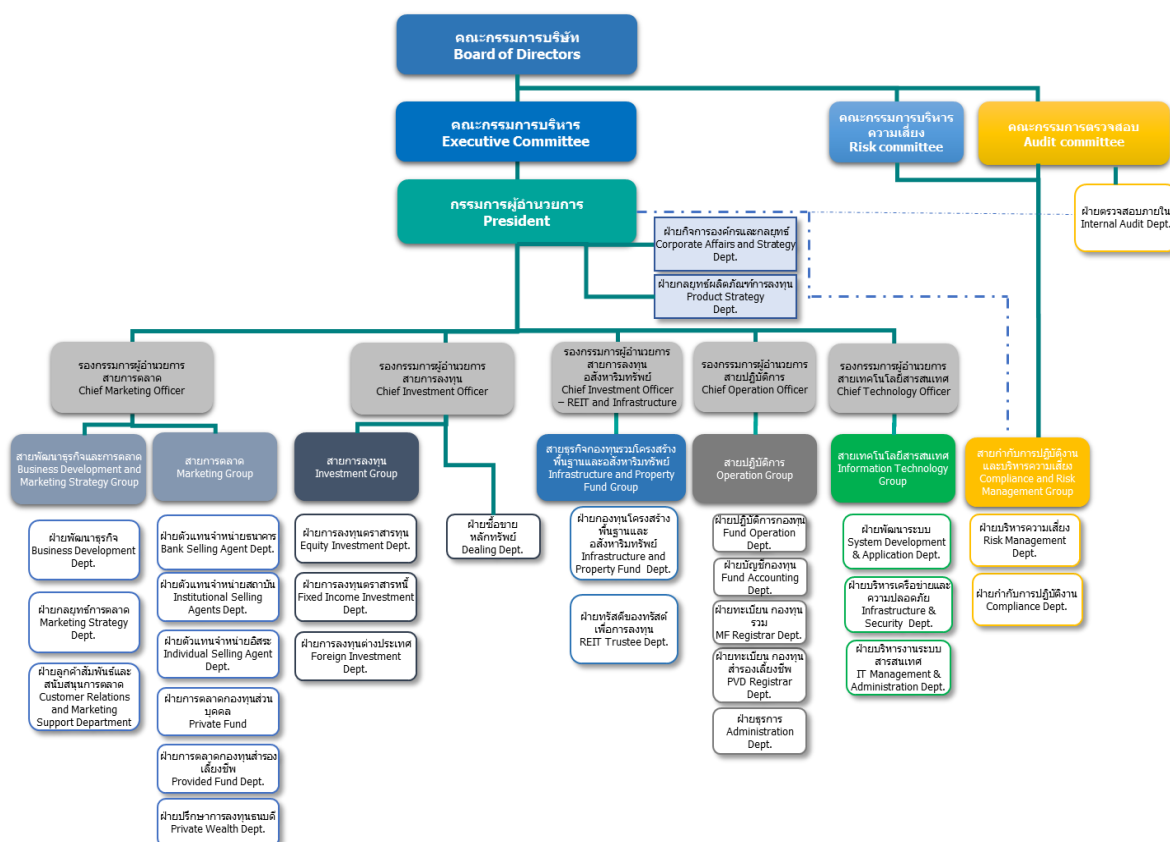 คณะกรรมการบริษัท
Board of Directors
คณะกรรมการบริหาร
Executive Committee
คณะกรรมการบริหาร
ความเสี่ยง
Risk committee
คณะกรรมการตรวจสอบ
Audit committee
กรรมการผู้อำนวยการ
President
ฝ่ายตรวจสอบภายใน
Internal Audit Dept.
ฝ่ายกิจการองค์กรและกลยุทธ์
Corporate Affairs and Strategy
Dept.
ฝ่ายกลยุทธ์ผลิตภัณฑ์การลงทุน
Product Strategy
Dept.
รองกรรมการผู้อำนวยการ
สายการตลาด
Chief Marketing Officer
รองกรรมการผู้อำนวยการ
สายการลงทุน
Chief Investment Officer
รองกรรมการผู้อำนวยการ
สายการลงทุน
อสังหาริมทรัพย์
Chief Investment Officer
– REIT and Infrastructure
รองกรรมการผู้อำนวยการ
สายปฏิบัติการ
Chief Operation Officer
รองกรรมการผู้อำนวยการ
สายเทคโนโลยีสารสนเทศ
Chief Technology Officer
สายพัฒนาธุรกิจและการตลาด
Business Development and
Marketing Strategy Group
สายการตลาด
Marketing Group
สายการลงทุน
Investment Group
สายธุรกิจกองทุนรวมโครงสร้าง
พื้นฐานและอสังหาริมทรัพย์
Infrastructure and Property
Fund Group
สายปฏิบัติการ
Operation Group
สายเทคโนโลยีสารสนเทศ
Information Technology
Group
สายกำกับการปฏิบัติงาน
และบริหารความเสี่ยง
Compliance and Risk
Management Group
ฝ่ายพัฒนาธุรกิจ
Business Development
Dept.
ฝ่ายกลยุทธ์การตลาด
Marketing Strategy
Dept.
ฝ่ายลูกค้าสัมพันธ์และ
สนับสนุนการตลาด
Customer Relations
and Marketing
Support Department
ฝ่ายตัวแทนจำหน่ายธนาคาร
Bank Selling Agent Dept.
ฝ่ายตัวแทนจำหน่ายสถาบัน
Institutional Selling
Agents Dept.
ฝ่ายตัวแทนจำหน่ายอิสระ
Individual Selling Agent
Dept.
ฝ่ายการตลาดกองทุนส่วน
บุคคล
Private Fund
ฝ่ายการตลาดกองทุนสำรอง
เลี้ยงชีพ
Provided Fund Dept.
ฝ่ายปรึกษาการลงทุนธนบดี
Private Wealth Dept.
ฝ่ายการลงทุนตราสารทุน
Equity Investment Dept.
ฝ่ายการลงทุนตราสารหนี้
Fixed Income Investment
Dept.
ฝ่ายการลงทุนต่างประเทศ
Foreign Investment
Dept.
ฝ่ายซื้อขาย
หลักทรัพย์
Dealing Dept.
ฝ่ายกองทุนโครงสร้าง
พื้นฐานและ
อสังหาริมทรัพย์
Infrastructure and
Property Fund Dept.
ฝ่ายทรัสตีของทรัสต์
เพื่อการลงทุน
REIT Trustee Dept.
ฝ่ายปฏิบัติการกองทุน
Fund Operation
Dept.
ฝ่ายบัญชีกองทุน
Fund Accounting
Dept.
ฝ่ายทะเบียน กองทุน
รวม
MF Registrar Dept.
ฝ่ายทะเบียน กองทุน
สำรองเลี้ยงชีพ
PVD Registrar
Dept.
ฝ่ายธุรการ
Administration
Dept.
ฝ่ายพัฒนาระบบ
System Development
& Application Dept.
ฝ่ายบริหารเครือข่ายและ
ความปลอดภัย
Infrastructure &
Security Dept.
ฝ่ายบริหารงานระบบ
สารสนเทศ
IT Management &
Administration Dept.
ฝ่ายบริหารความเสี่ยง
Risk Management
Dept.
ฝ่ายกำกับการปฏิบัติงาน
Compliance Dept.